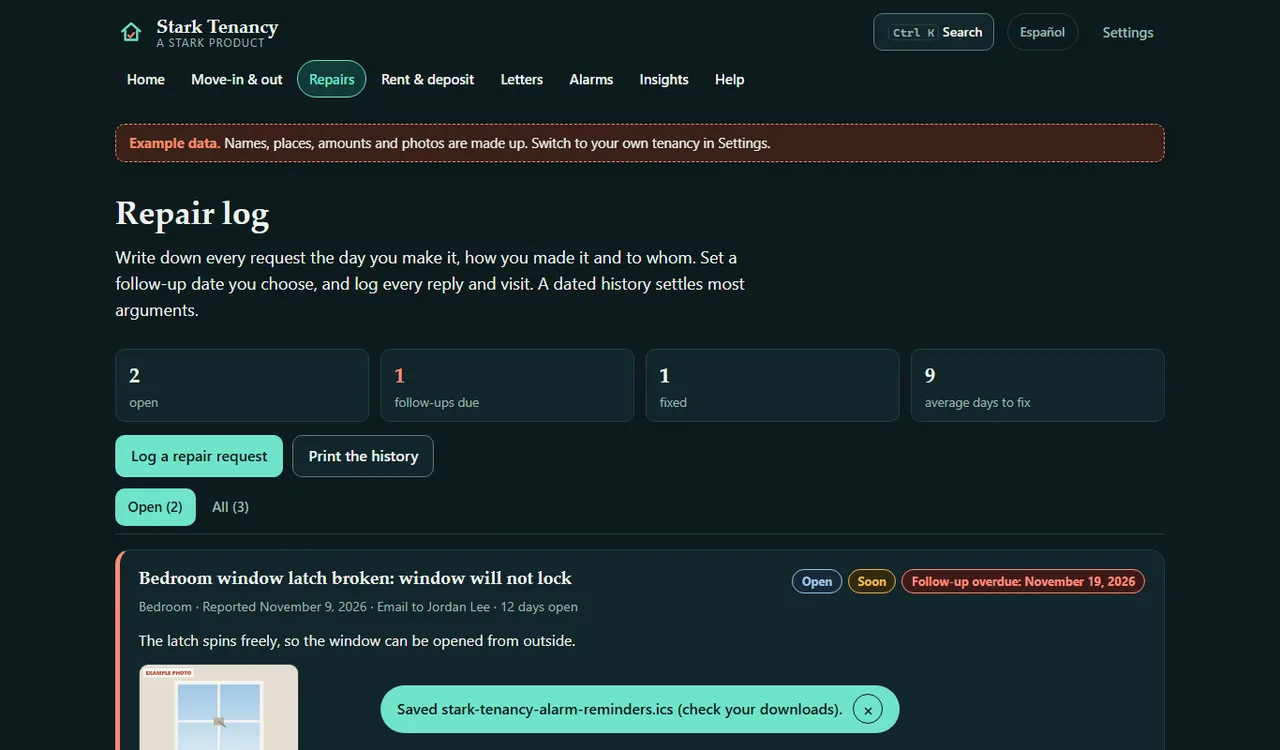 Stark Tenancy
A STARK PRODUCT
Ctrl K Search
Español
Settings
Home
Move-in & out
Repairs
Rent & deposit
Letters
Alarms
Insights
Help
Example data. Names, places, amounts and photos are made up. Switch to your own tenancy in Settings.
Repair log
Write down every request the day you make it, how you made it and to whom. Set a
follow-up date you choose, and log every reply and visit. A dated history settles most
arguments.
2
open
1
follow-ups due
1
fixed
9
average days to fix
Log a repair request
Print the history
Open (2)
All (3)
Bedroom window latch broken: window will not lock
Open
Soon
Follow-up overdue: November 19, 2026
Bedroom · Reported November 9, 2026 · Email to Jordan Lee · 12 days open
The latch spins freely, so the window can be opened from outside.
EXAMPLE PHOTO
Saved stark-tenancy-alarm-reminders.ics (check your downloads). ×